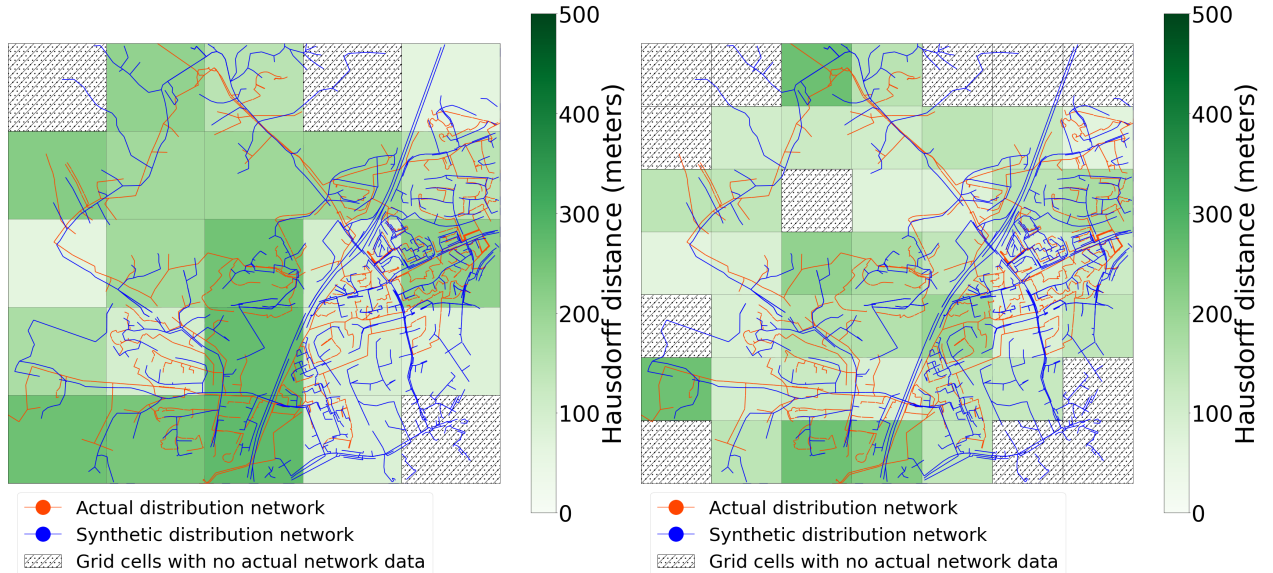 500
400
300
200
100
0
Hausdorff distance (meters)
Actual distribution network
Synthetic distribution network
Grid cells with no actual network data
500
400
300
200
100
0
Hausdorff distance (meters)
Actual distribution network
Synthetic distribution network
Grid cells with no actual network data